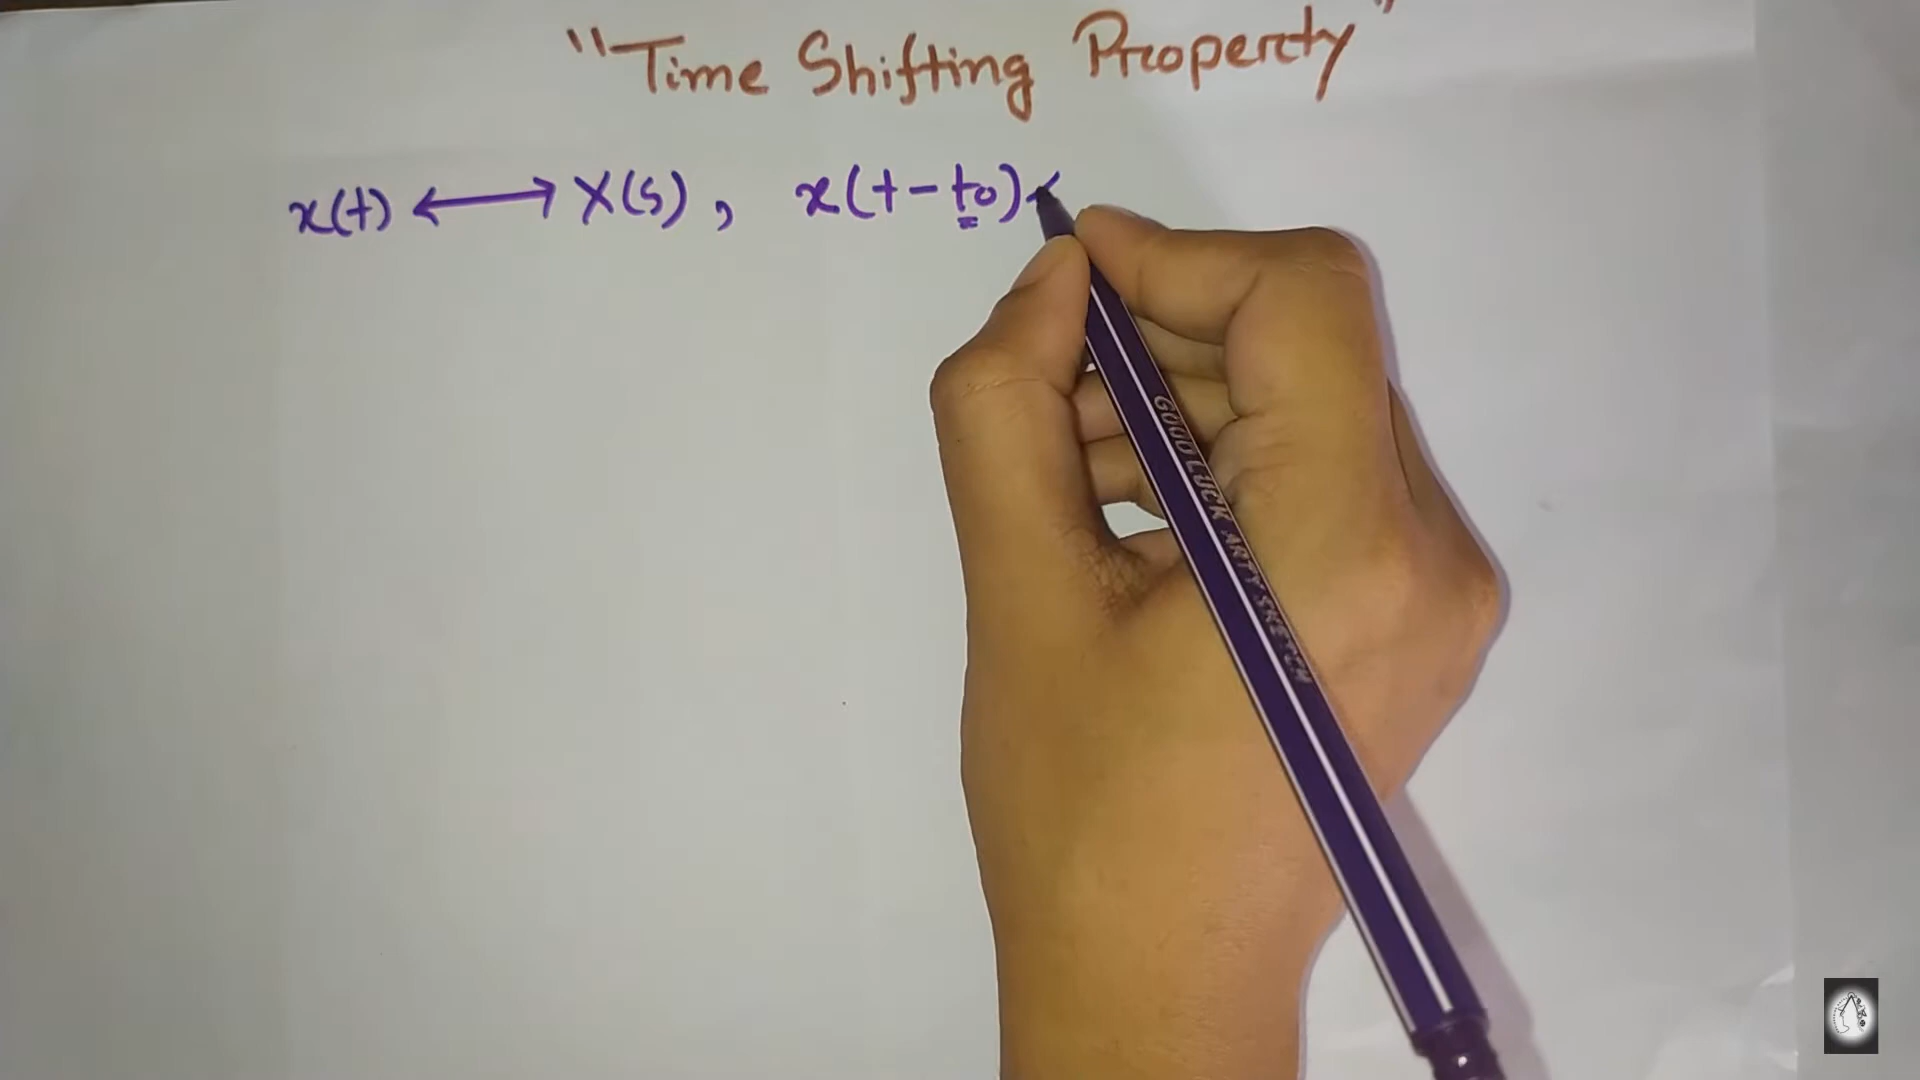 "Time Shifting Property"
x(t) ⟷ X(s), x(t-t0)<
GOOD LUCK ARTY SKETCH